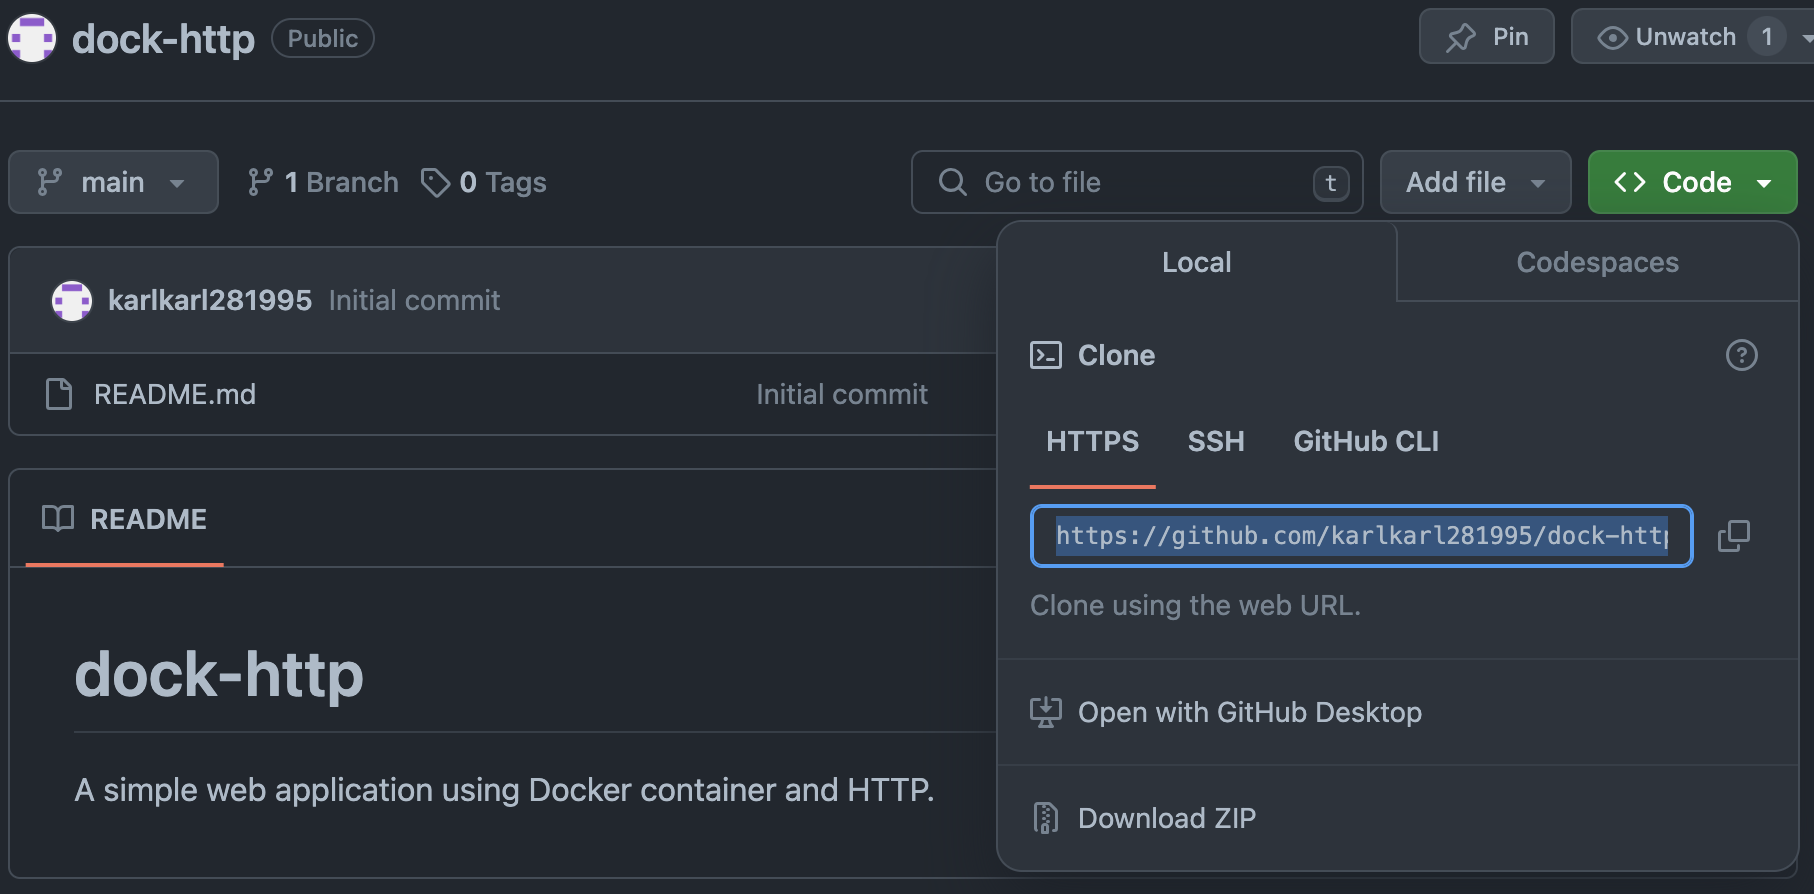 dock-http Public Pin Unwatch 1
main 1 Branch 0 Tags Go to file t Add file Code
Local Codespaces
karlkarl281995 Initial commit
Clone
README.md Initial commit
HTTPS SSH GitHub CLI
README
https://github.com/karlkarl281995/dock-http
Clone using the web URL.
dock-http
Open with GitHub Desktop
A simple web application using Docker container and HTTP.
Download ZIP